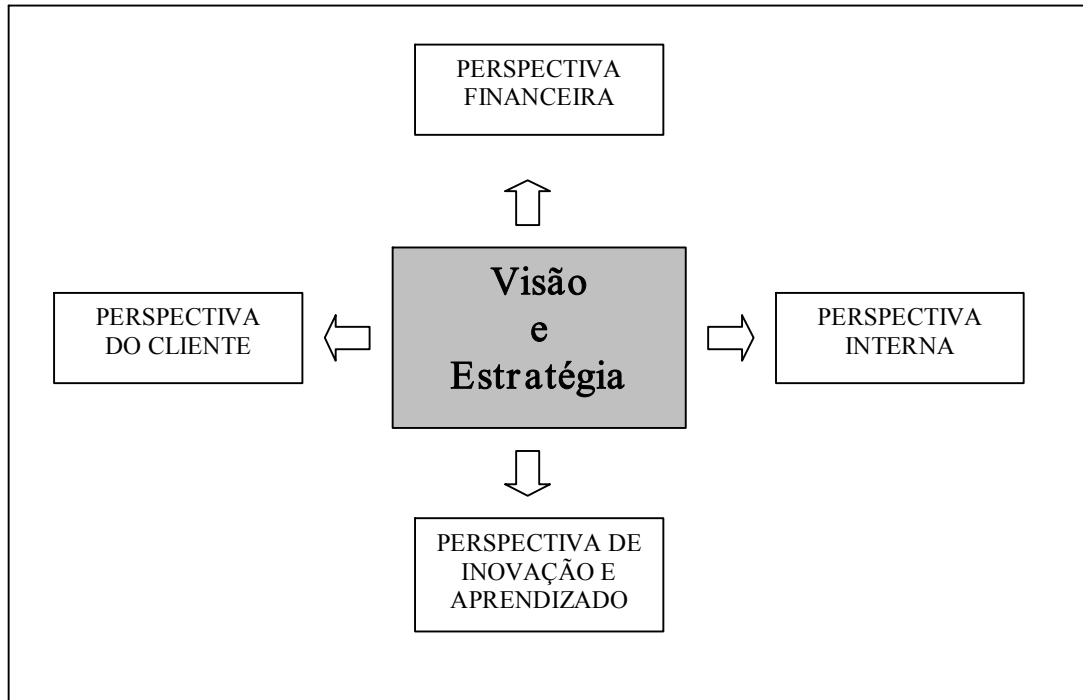 PERSPECTIVA
FINANCEIRA
Visão
e
Estratégia
PERSPECTIVA
DO CLIENTE
PERSPECTIVA
INTERNA
PERSPECTIVA DE
INOVAÇÃO E
APRENDIZADO